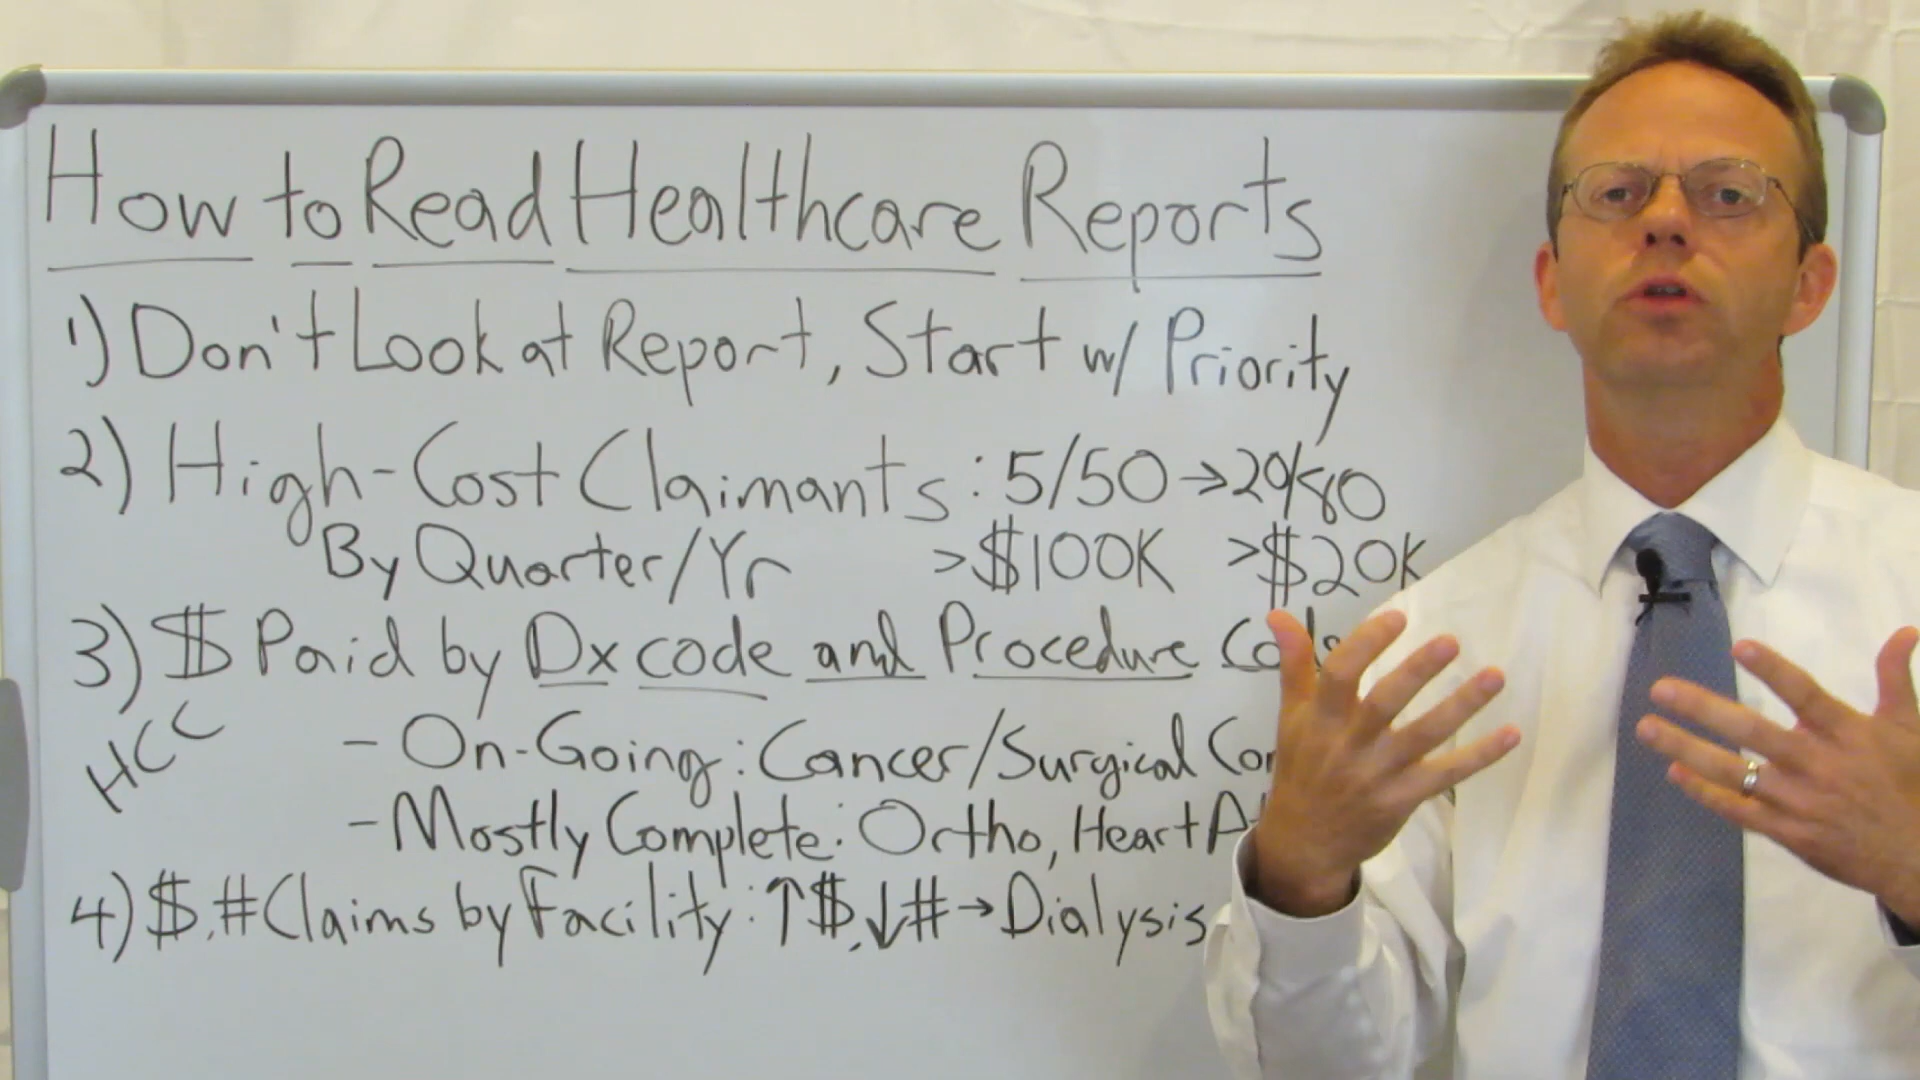 How to Read Healthcare Reports
1) Don't Look at Report, Start w/ Priority
2) High-Cost Claimants: 5/50→20/80
By Quarter/Yr >$100K >$20K
3) $ Paid by Dx code and Procedure
HCC
- On-Going: Cancer/Surgical
- Mostly Complete: Ortho, Heart
4) $,# Claims by Facility: ↑$,↓#→Dialysis